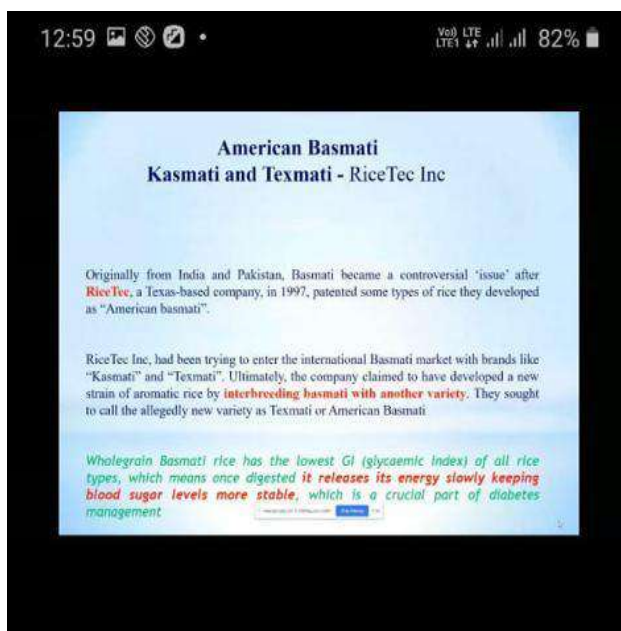 12:59
Vo) LTE
LTE1
82%
American Basmati
Kasmati and Texmati - RiceTec Inc
Originally from India and Pakistan, Basmati became a controversial 'issue' after
RiceTec, a Texas-based company, in 1997, patented some types of rice they developed
as "American basmati".
RiceTec Inc, had been trying to enter the international Basmati market with brands like
"Kasmati" and "Texmati". Ultimately, the company claimed to have developed a new
strain of aromatic rice by interbreeding basmati with another variety. They sought
to call the allegedly new variety as Texmati or American Basmati
Wholegrain Basmati rice has the lowest GI (glycaemic index) of all rice
types, which means once digested it releases its energy slowly keeping
blood sugar levels more stable, which is a crucial part of diabetes
management